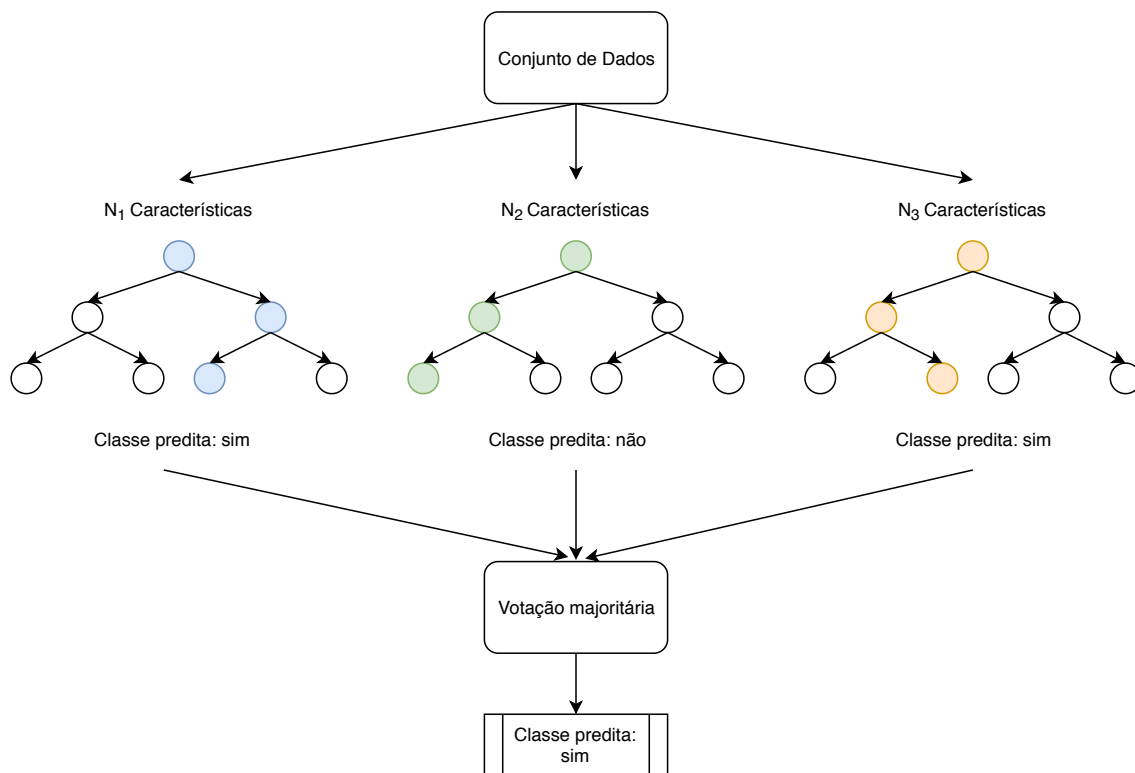 Conjunto de Dados
N₁ Características
N₂ Características
N₃ Características
Classe predita: sim
Classe predita: não
Classe predita: sim
Votação majoritária
Classe predita:
sim